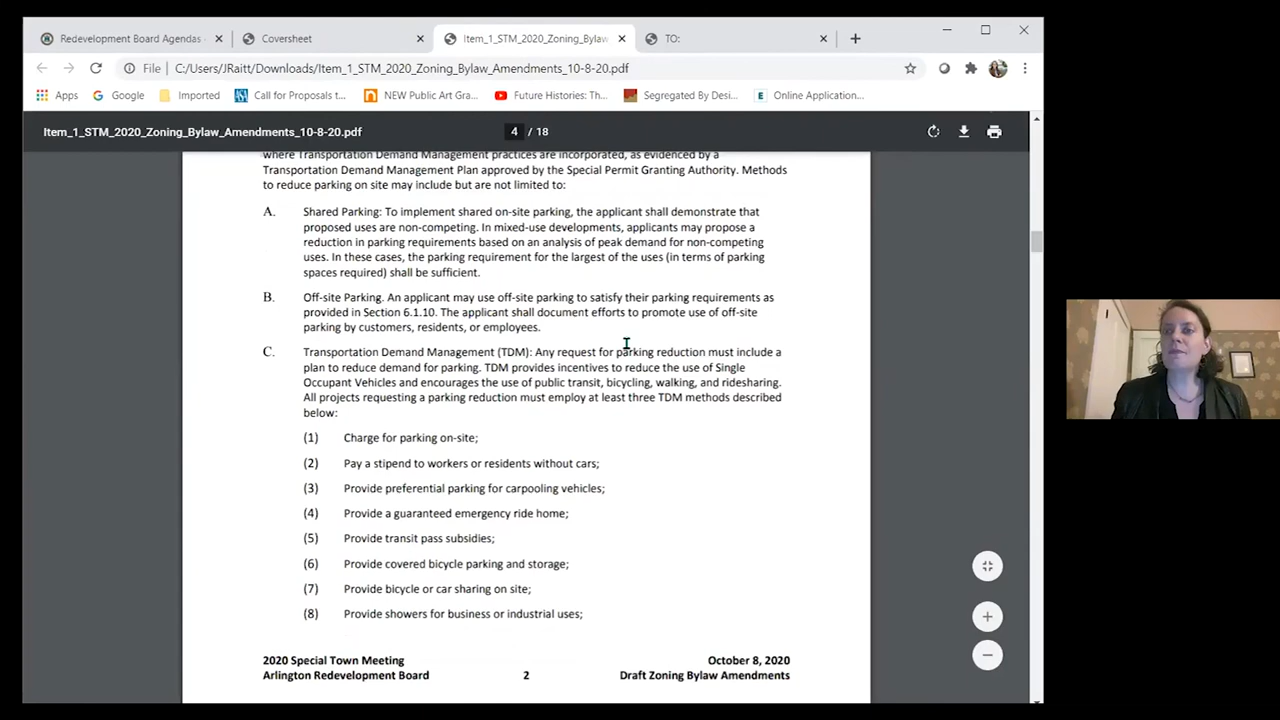 Redevelopment Board Agendas
Coversheet
Item_1_STM_2020_Zoning_Bylaw
TO:
File
C:/Users/JRaitt/Downloads/Item_1_STM_2020_Zoning_Bylaw_Amendments_10-8-20.pdf
Apps
Google
Imported
Call for Proposals t...
NEW Public Art Gra...
Future Histories: Th...
Segregated By Desi...
Online Application...
Item_1_STM_2020_Zoning_Bylaw_Amendments_10-8-20.pdf
4 / 18
where Transportation Demand Management practices are incorporated, as evidenced by a
Transportation Demand Management Plan approved by the Special Permit Granting Authority. Methods
to reduce parking on site may include but are not limited to:
A. Shared Parking: To implement shared on-site parking, the applicant shall demonstrate that
proposed uses are non-competing. In mixed-use developments, applicants may propose a
reduction in parking requirements based on an analysis of peak demand for non-competing
uses. In these cases, the parking requirement for the largest of the uses (in terms of parking
spaces required) shall be sufficient.
B. Off-site Parking. An applicant may use off-site parking to satisfy their parking requirements as
provided in Section 6.1.10. The applicant shall document efforts to promote use of off-site
parking by customers, residents, or employees.
C. Transportation Demand Management (TDM): Any request for parking reduction must include a
plan to reduce demand for parking. TDM provides incentives to reduce the use of Single
Occupant Vehicles and encourages the use of public transit, bicycling, walking, and ridesharing.
All projects requesting a parking reduction must employ at least three TDM methods described
below:
(1) Charge for parking on-site;
(2) Pay a stipend to workers or residents without cars;
(3) Provide preferential parking for carpooling vehicles;
(4) Provide a guaranteed emergency ride home;
(5) Provide transit pass subsidies;
(6) Provide covered bicycle parking and storage;
(7) Provide bicycle or car sharing on site;
(8) Provide showers for business or industrial uses;
2020 Special Town Meeting October 8, 2020
Arlington Redevelopment Board 2 Draft Zoning Bylaw Amendments